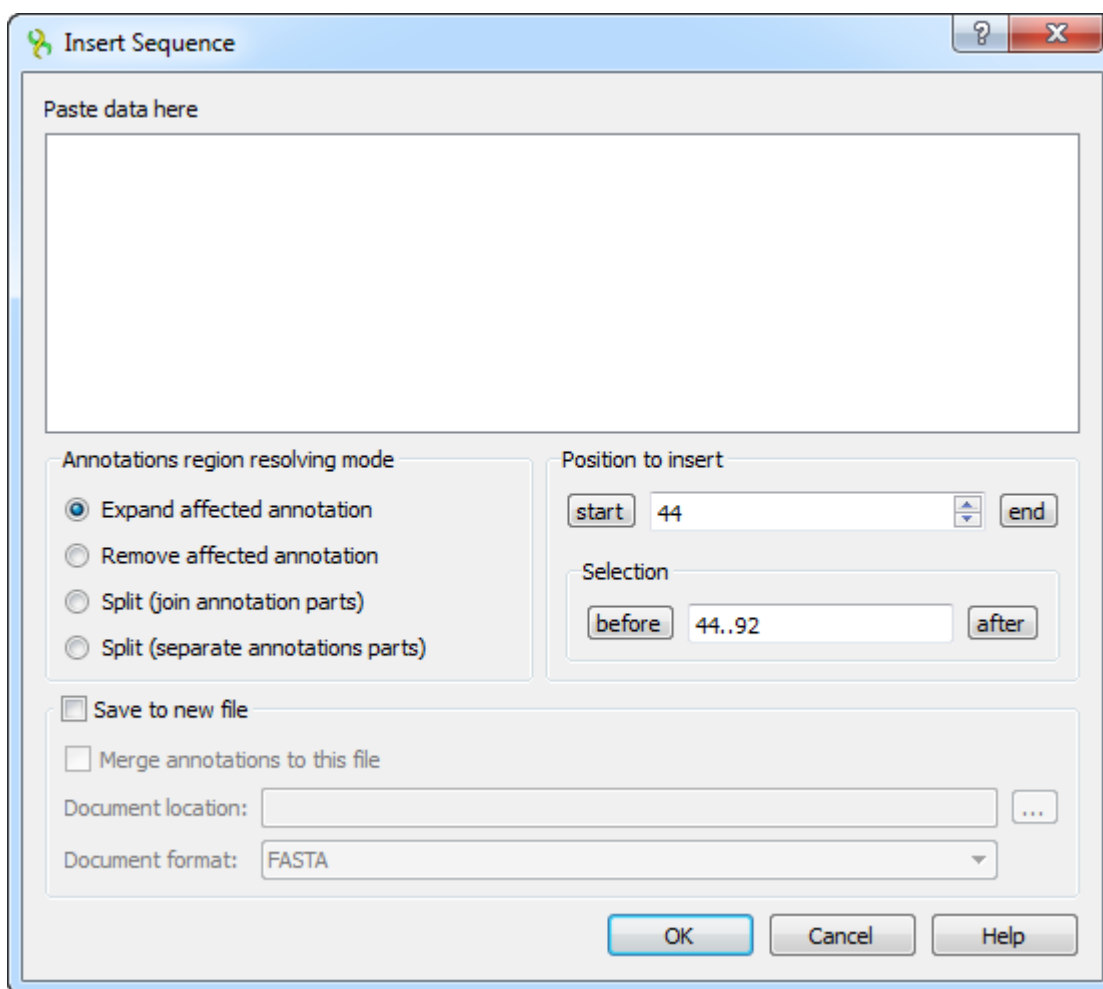 Insert Sequence
?
Paste data here
Annotations region resolving mode
Expand affected annotation
Remove affected annotation
Split (join annotation parts)
Split (separate annotations parts)
Position to insert
start 44 end
Selection
before 44..92 after
Save to new file
Merge annotations to this file
Document location: ...
Document format: FASTA
OK Cancel Help